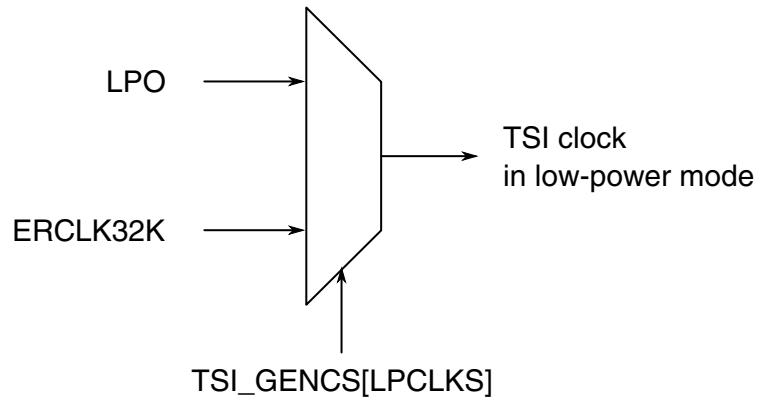 LPO
TSI clock
in low-power mode
ERCLK32K
TSI_GENCS[LPCLKS]